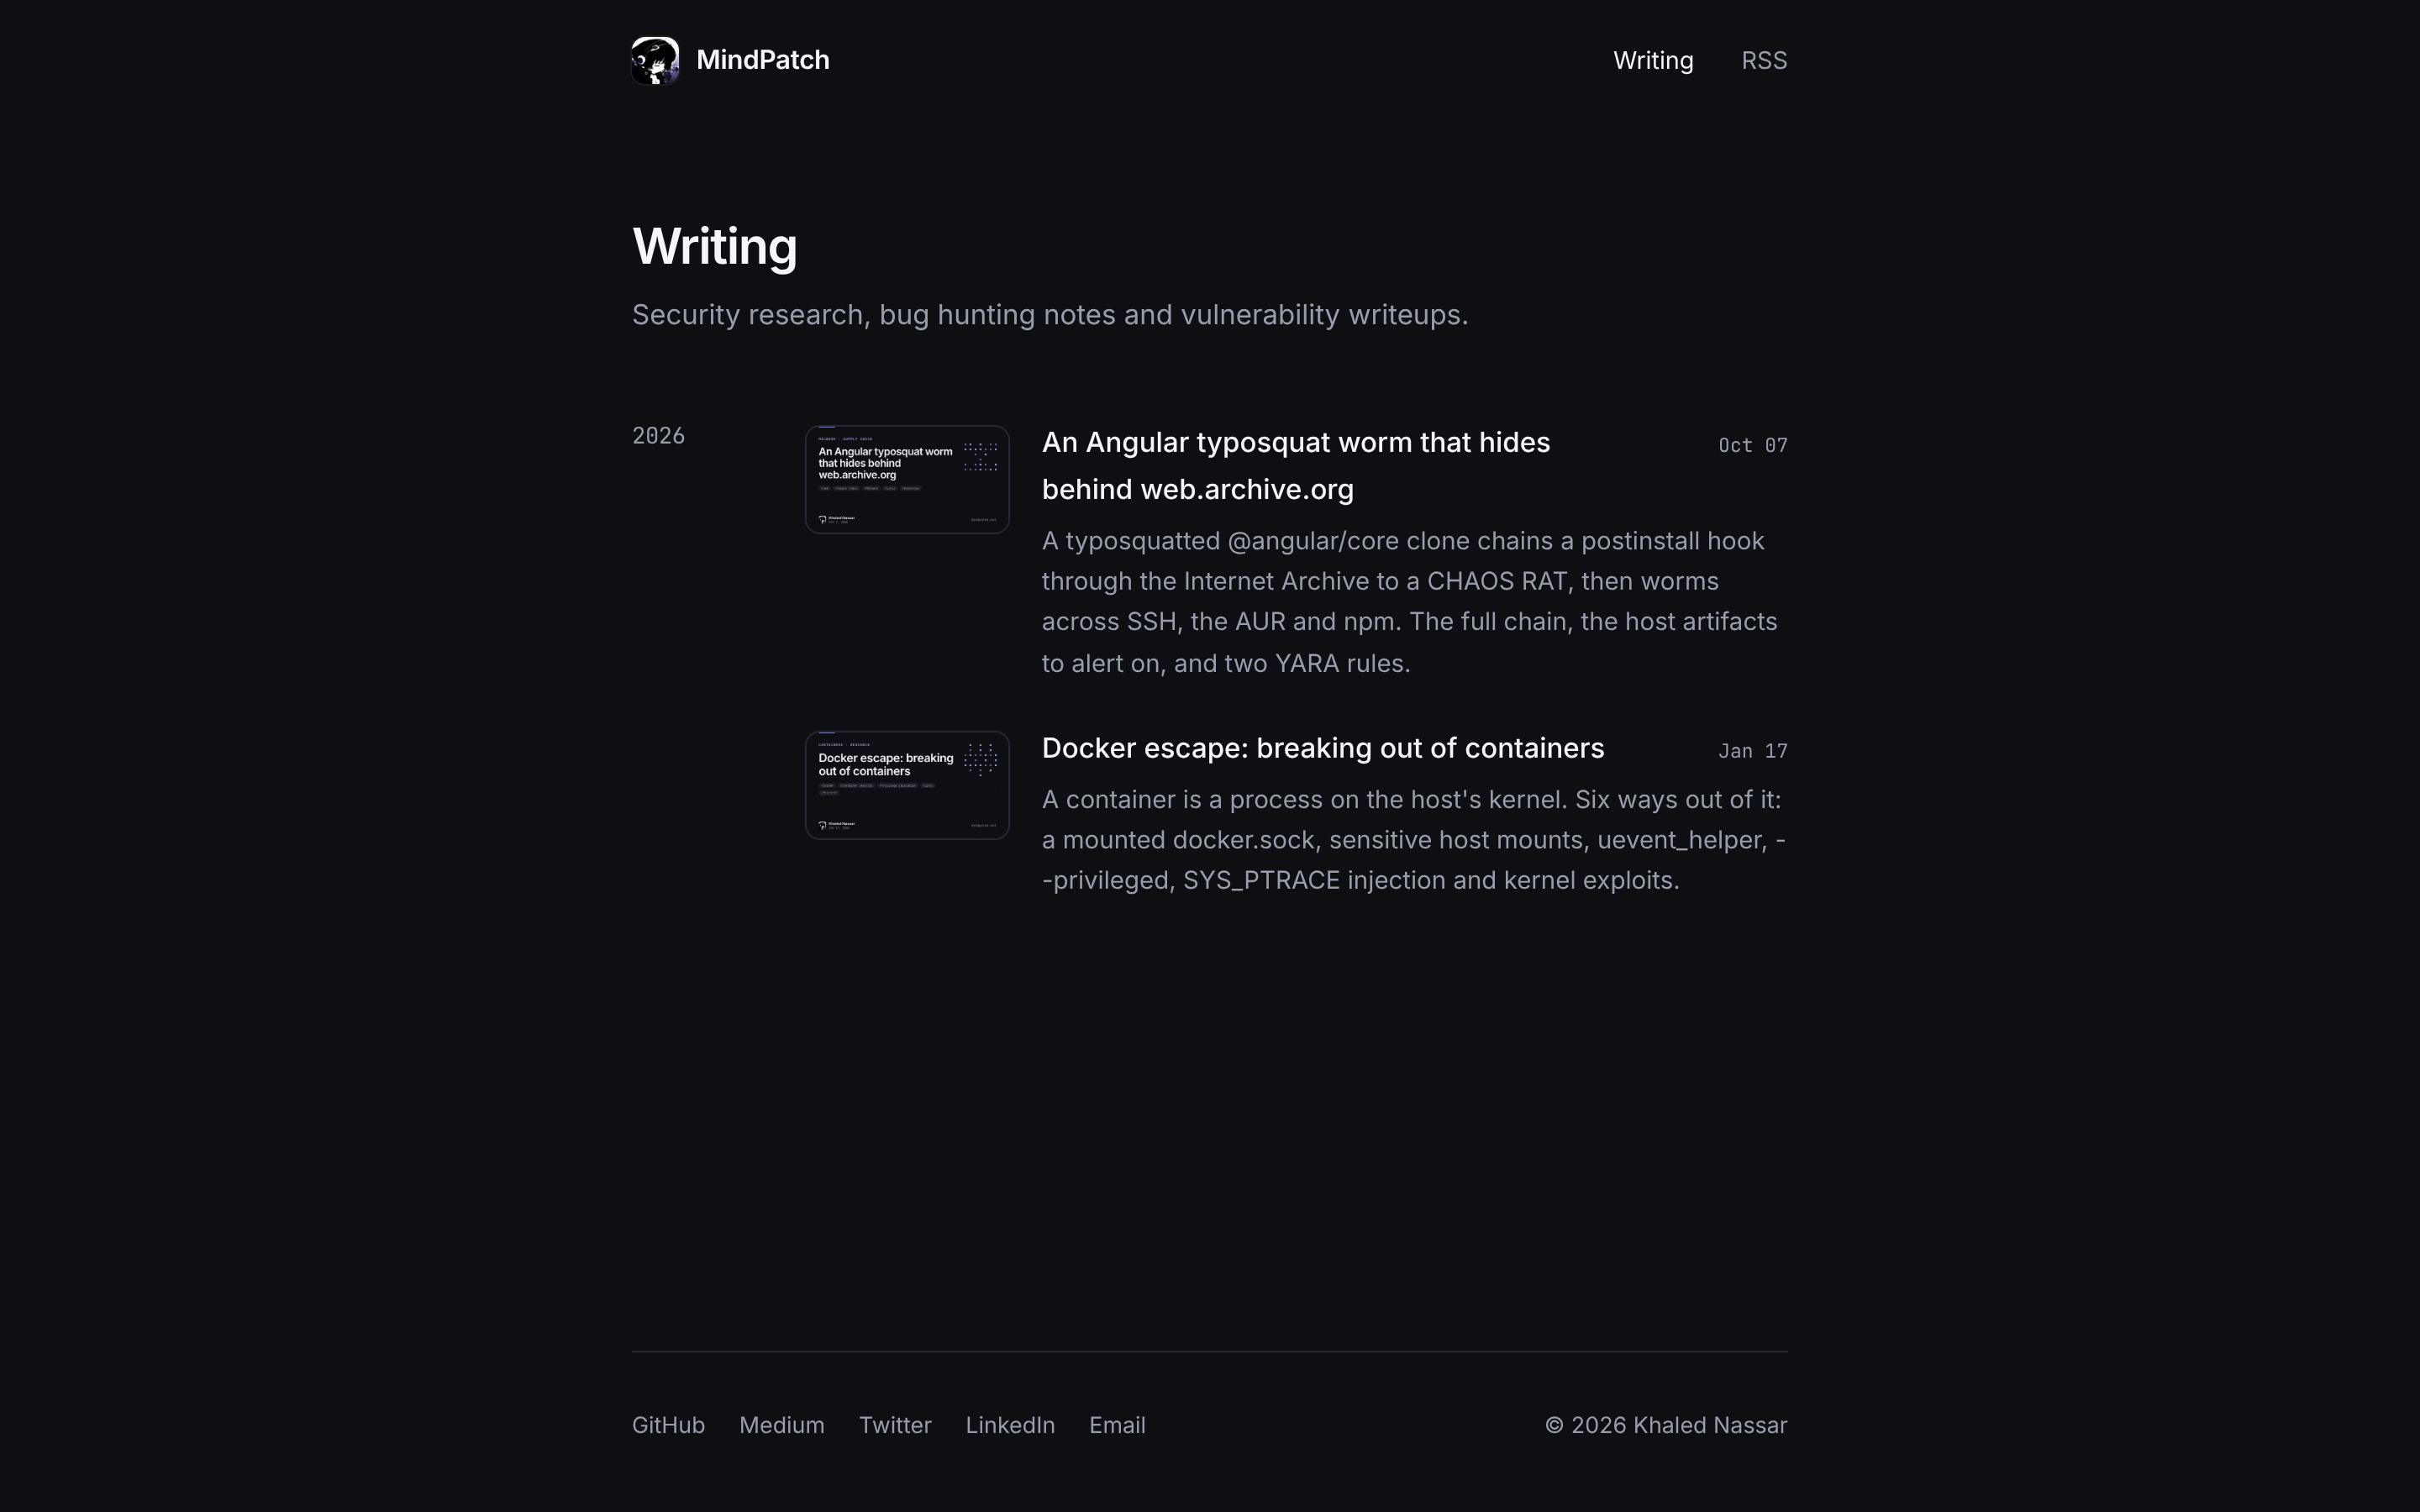 MindPatch
Writing
RSS
Writing
Security research, bug hunting notes and vulnerability writeups.
2026
An Angular typosquat worm
that hides behind
web.archive.org
An Angular typosquat worm that hides
behind web.archive.org
Oct 07
A typosquatted @angular/core clone chains a postinstall hook
through the Internet Archive to a CHAOS RAT, then worms
across SSH, the AUR and npm. The full chain, the host artifacts
to alert on, and two YARA rules.
Docker escape: breaking
out of containers
Docker escape: breaking out of containers
Jan 17
A container is a process on the host's kernel. Six ways out of it:
a mounted docker.sock, sensitive host mounts, uevent_helper, -
-privileged, SYS_PTRACE injection and kernel exploits.
GitHub
Medium
Twitter
LinkedIn
Email
© 2026 Khaled Nassar